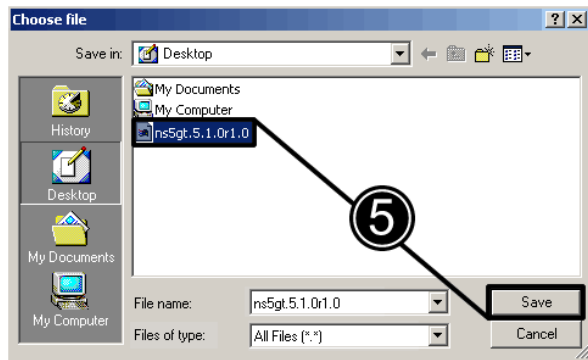 Choose file
Save in: Desktop
My Documents
My Computer
ns5gt.5.1.0r1.0
History
Desktop
My Documents
My Computer
5
File name: ns5gt.5.1.0r1.0 Save
Files of type: All Files (*.*) Cancel